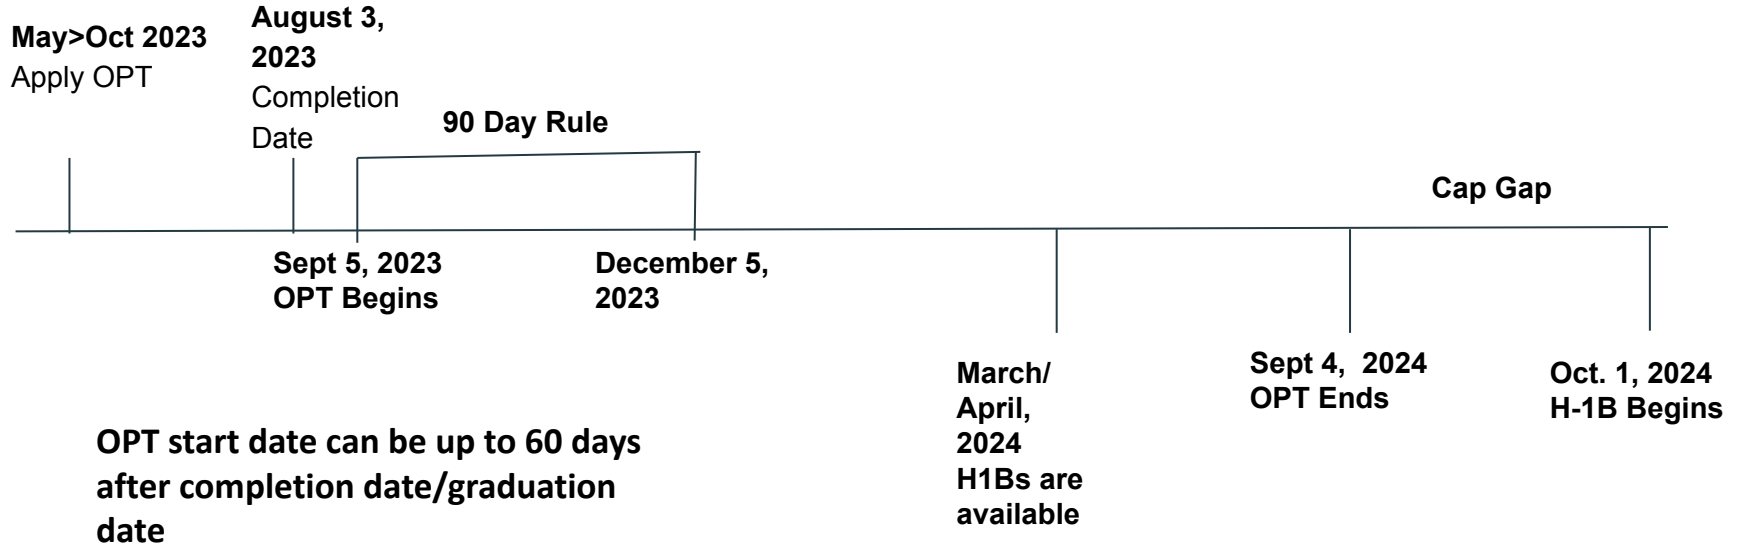 May>Oct 2023
Apply OPT
August 3,
2023
Completion
Date
90 Day Rule
Cap Gap
Sept 5, 2023
OPT Begins
December 5,
2023
March/
April,
2024
H1Bs are
available
Sept 4,  2024
OPT Ends
Oct. 1, 2024
H-1B Begins
OPT start date can be up to 60 days
after completion date/graduation
date